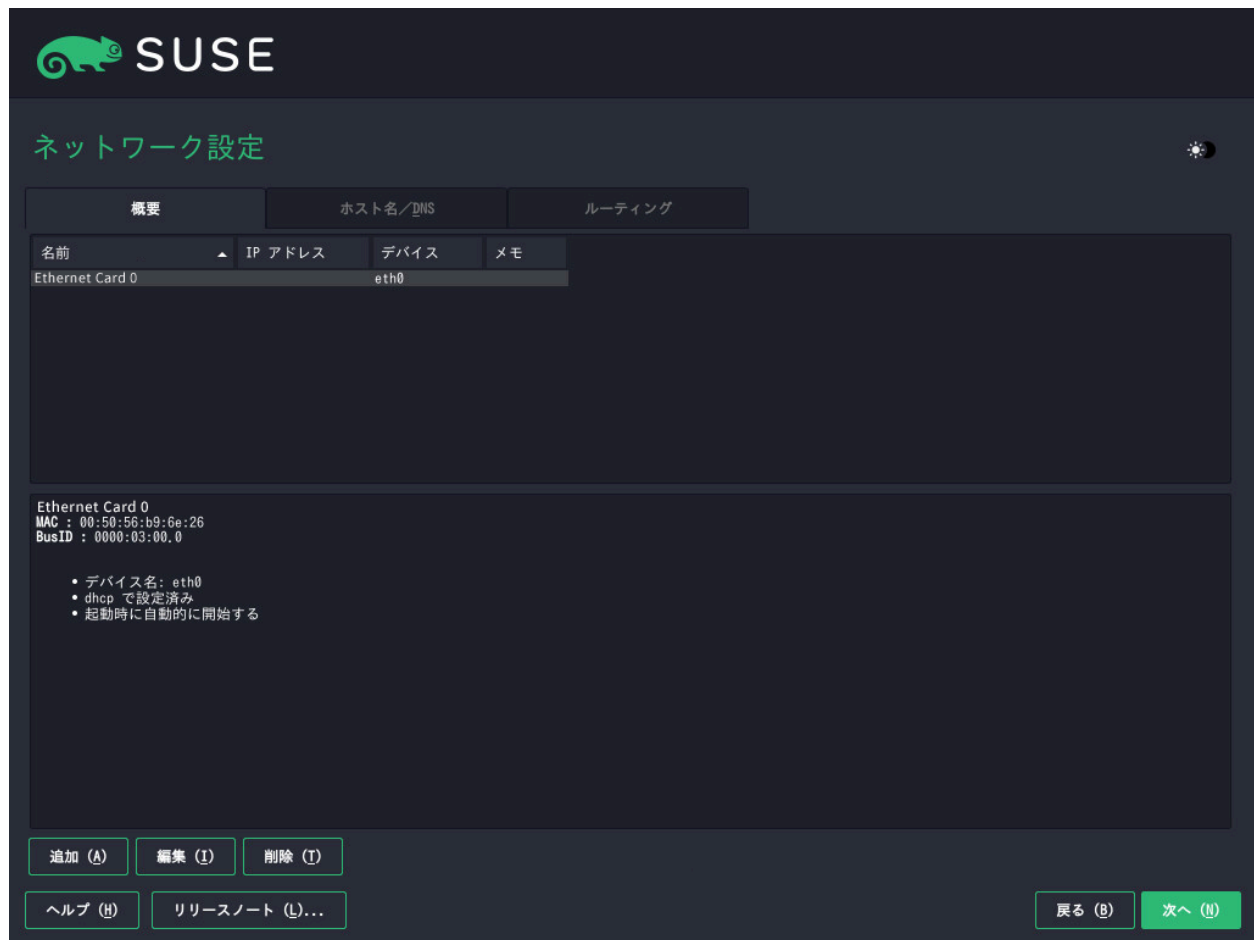 SUSE
ネットワーク設定
概要 ホスト名／DNS ルーティング
名前 IP アドレス デバイス メモ
Ethernet Card 0 eth0
Ethernet Card 0
MAC : 00:50:56:b9:6e:26
BusID : 0000:03:00.0
• デバイス名: eth0
• dhcp で設定済み
• 起動時に自動的に開始する
追加 (A) 編集 (I) 削除 (T)
ヘルプ (H) リリースノート (L)... 戻る (B) 次へ (N)